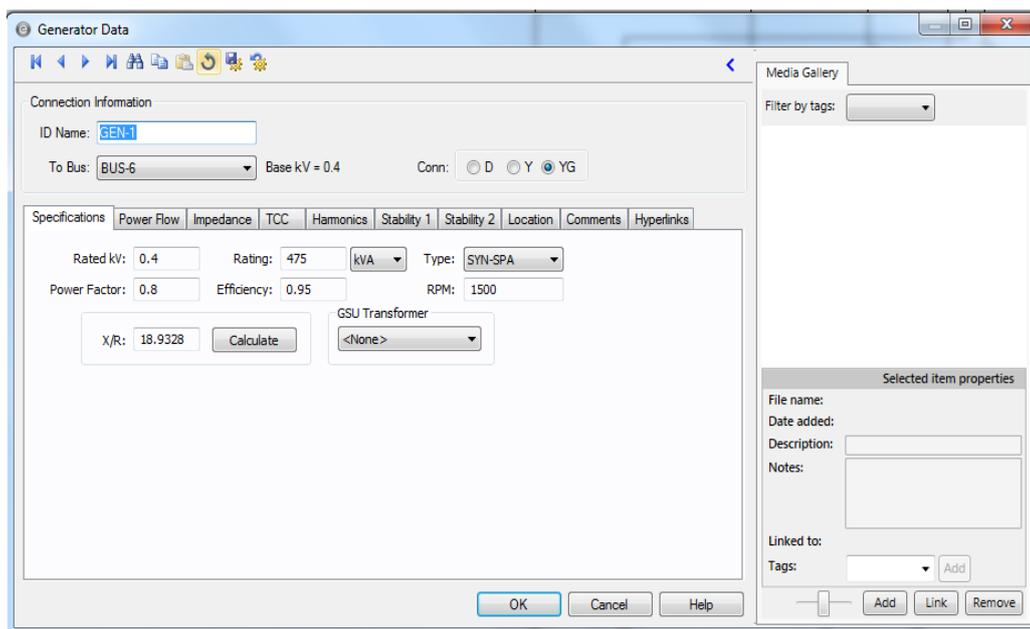 Generator Data
Media Gallery
Filter by tags:
Connection Information
ID Name: GEN-1
To Bus: BUS-6 Base kV = 0.4 Conn: D Y YG
Specifications Power Flow Impedance TCC Harmonics Stability 1 Stability 2 Location Comments Hyperlinks
Rated kV: 0.4 Rating: 475 kVA Type: SYN-SPA
Power Factor: 0.8 Efficiency: 0.95 RPM: 1500
GSU Transformer
X/R: 18.9328 Calculate <None>
Selected item properties
File name:
Date added:
Description:
Notes:
Linked to:
Tags: Add
OK Cancel Help
Add Link Remove